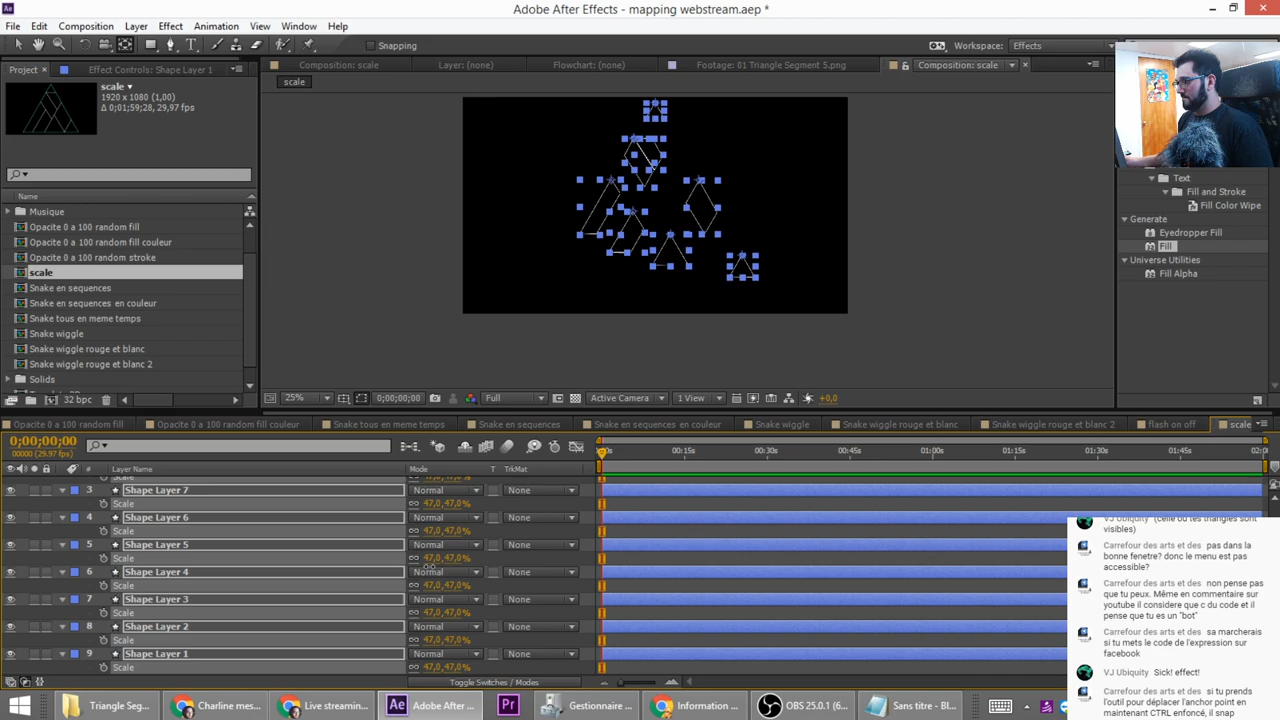 Adobe After Effects - mapping webstream.aep *
File Edit Composition Layer Effect Animation View Window Help
Snapping
Workspace: Effects
Project Effect Controls: Shape Layer 1
Composition: scale Layer: (none) Flowchart: (none) Footage: 01 Triangle Segment 5.png Composition: scale
scale
scale
1920 x 1080 (1,00)
Δ 0;01;59;28, 29,97 fps
Name
Musique
Opacite 0 a 100 random fill
Opacite 0 a 100 random fill couleur
Opacite 0 a 100 random stroke
scale
Snake en sequences
Snake en sequences en couleur
Snake tous en meme temps
Snake wiggle
Snake wiggle rouge et blanc
Snake wiggle rouge et blanc 2
Solids
32 bpc
Text
Fill and Stroke
Fill Color Wipe
Generate
Eyedropper Fill
Fill
Universe Utilities
Fill Alpha
25% 0;00;00;00 Full Active Camera 1 View +0,0
Opacite 0 a 100 random fill Opacite 0 a 100 random fill couleur Snake tous en meme temps Snake en sequences Snake en sequences en couleur Snake wiggle Snake wiggle rouge et blanc Snake wiggle rouge et blanc 2 flash on off scale
0;00;00;00
00000 (29.97 fps)
00:15s 00:30s 00:45s 01:00s 01:15s 01:30s 01:45s
# Layer Name Mode T TrkMat
Scale 47,0,47,0%
3 Shape Layer 7 Normal None
Scale 47,0,47,0%
4 Shape Layer 6 Normal None
Scale 47,0,47,0%
5 Shape Layer 5 Normal None
Scale 47,0,47,0%
6 Shape Layer 4 Normal None
Scale 47,0,47,0%
7 Shape Layer 3 Normal None
Scale 47,0,47,0%
8 Shape Layer 2 Normal None
Scale 47,0,47,0%
9 Shape Layer 1 Normal None
Scale 47,0,47,0%
Toggle Switches / Modes
VJ Ubiquity (celle ou les triangles sont
visibles)
Carrefour des arts et des pas dans la
bonne fenetre? donc le menu est pas
accessible?
Carrefour des arts et des non pense pas
que tu peux. Même en commentaire sur
youtube il considere que c du code et il
pense que tu es un "bot"
Carrefour des arts et des sa marcherais
si tu mets le code de l'expression sur
facebook
VJ Ubiquity Sick! effect!
Carrefour des arts et des si tu prends
l'outil pour déplacer l'anchor point en
maintenant CTRL enfoncé, il snap
Triangle Seg... Charline mes... Live streamin... Adobe After ... Gestionnaire ... Information ... OBS 25.0.1 (6... Sans titre - Bl...